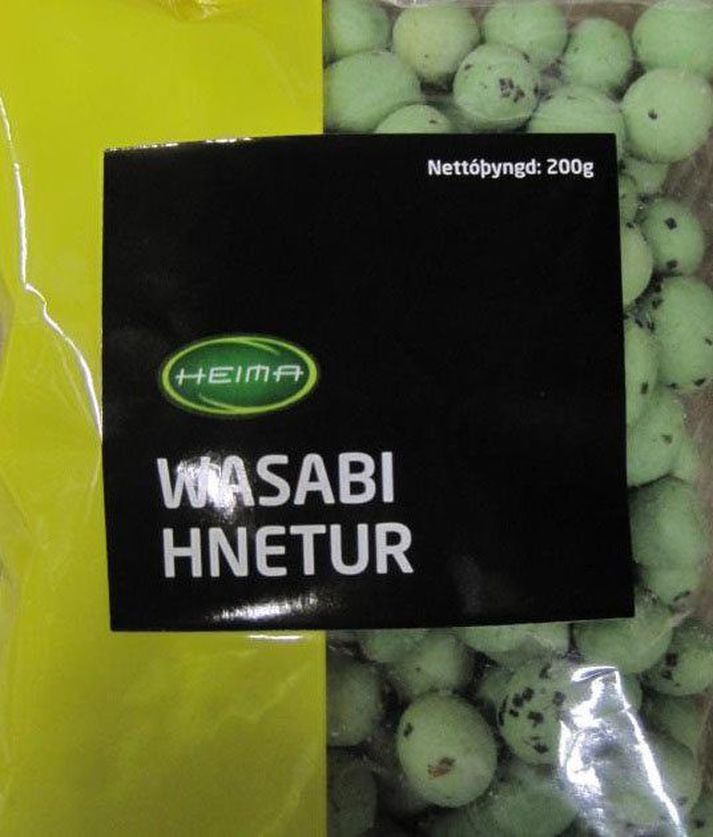 Nettóþyngd: 200g
HEIMA
WASABI
HNETUR